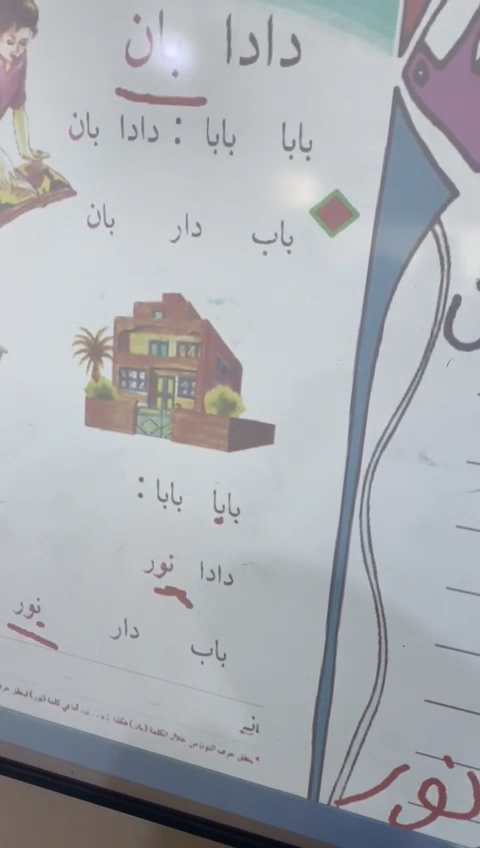 دادا بان
بابا بابا : دادا بان
باب دار بان
بابا بابا :
دادا نور
باب دار نور
نور